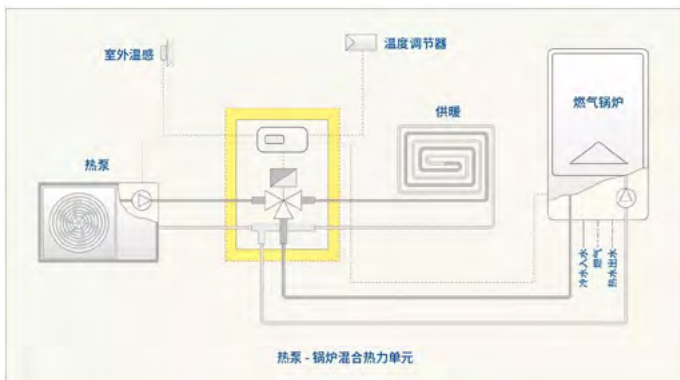 室外温感
温度调节器
燃气锅炉
供暖
热泵
冷水入水
燃气
热水出水
热泵 - 锅炉混合热力单元